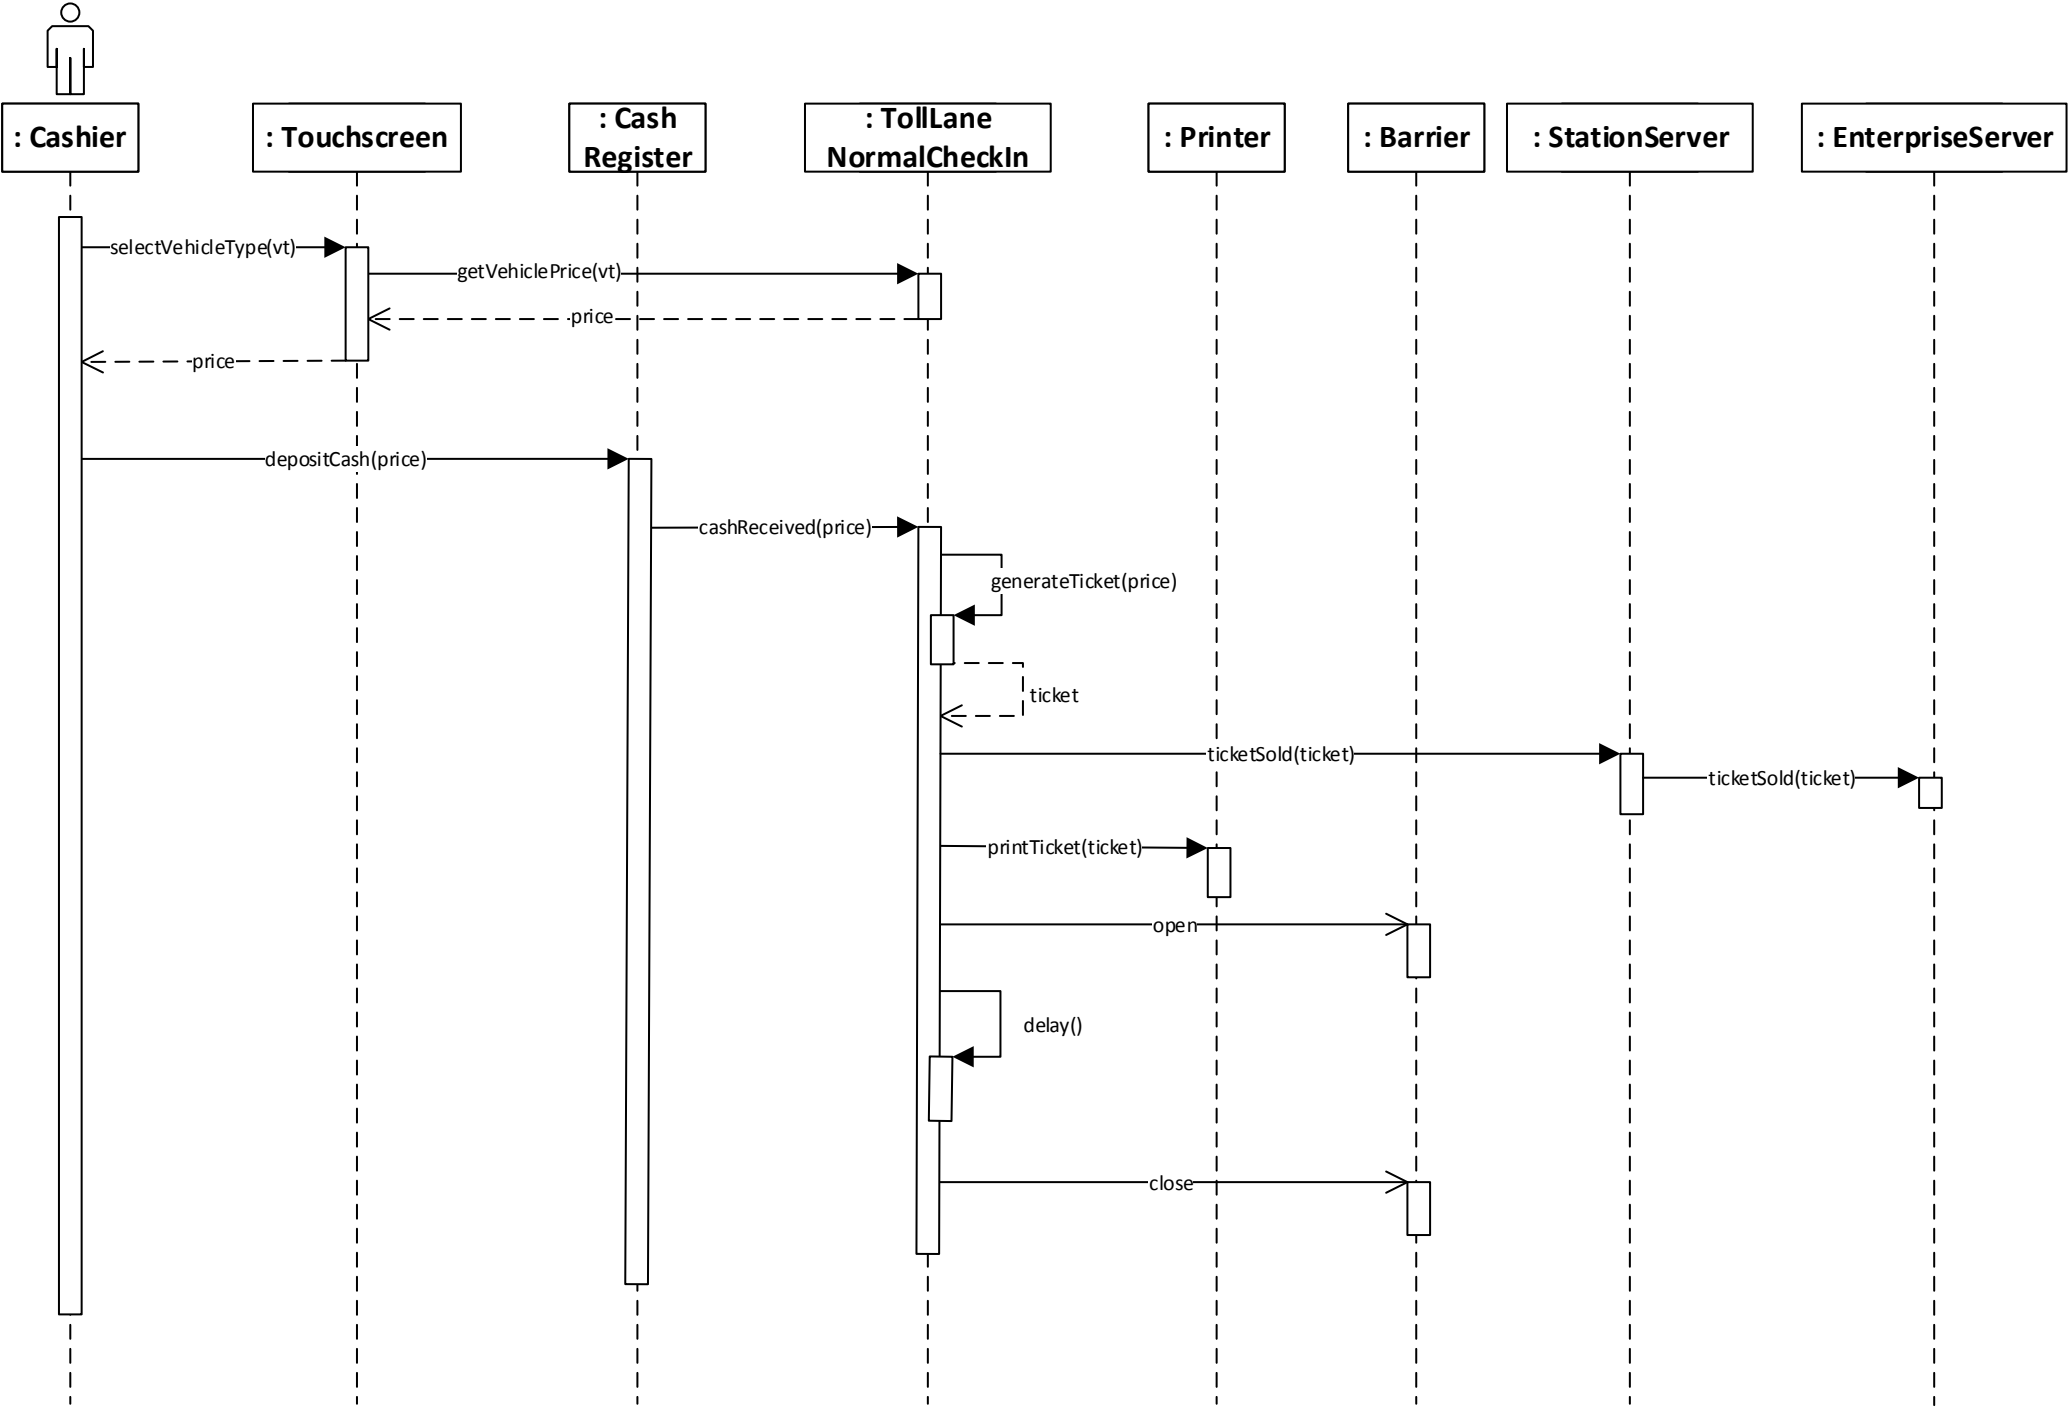 : Cashier
: Touchscreen
: Cash
Register
: TollLane
NormalCheckIn
: Printer
: Barrier
: StationServer
: EnterpriseServer
selectVehicleType(vt)
getVehiclePrice(vt)
price
price
depositCash(price)
cashReceived(price)
generateTicket(price)
ticket
ticketSold(ticket)
ticketSold(ticket)
printTicket(ticket)
open
delay()
close